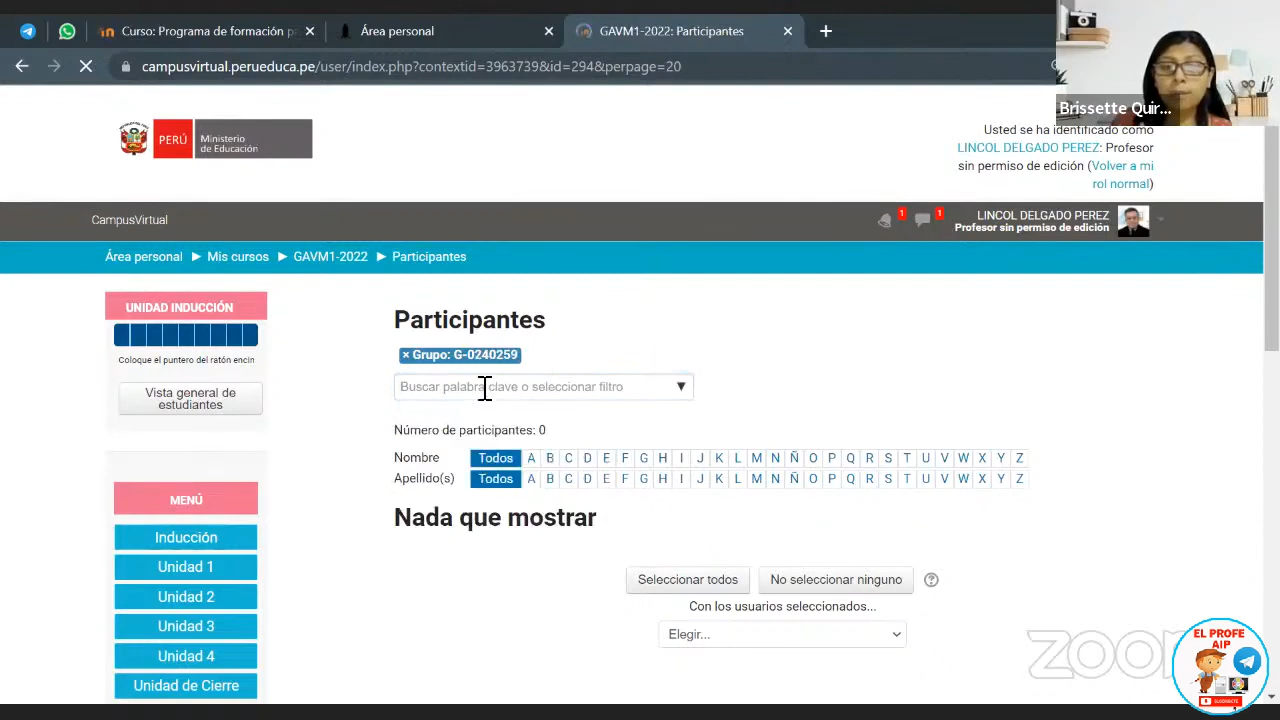 Curso: Programa de formación pa
Área personal
GAVM1-2022: Participantes
campusvirtual.perueduca.pe/user/index.php?contextid=3963739&id=294&perpage=20
Brissette Quir...
PERÚ
Ministerio
de Educación
Usted se ha identificado como
LINCOL DELGADO PEREZ: Profesor
sin permiso de edición (Volver a mi
rol normal)
CampusVirtual
1
1
LINCOL DELGADO PEREZ
Profesor sin permiso de edición
Área personal ► Mis cursos ► GAVM1-2022 ► Participantes
UNIDAD INDUCCIÓN
Coloque el puntero del ratón encin
Vista general de
estudiantes
MENÚ
Inducción
Unidad 1
Unidad 2
Unidad 3
Unidad 4
Unidad de Cierre
Participantes
× Grupo: G-0240259
Buscar palabra clave o seleccionar filtro ▼
Número de participantes: 0
Nombre Todos A B C D E F G H I J K L M N Ñ O P Q R S T U V W X Y Z
Apellido(s) Todos A B C D E F G H I J K L M N Ñ O P Q R S T U V W X Y Z
Nada que mostrar
Seleccionar todos No seleccionar ninguno ?
Con los usuarios seleccionados...
Elegir...
zoom
EL PROFE
AIP
SUSCRIBETE